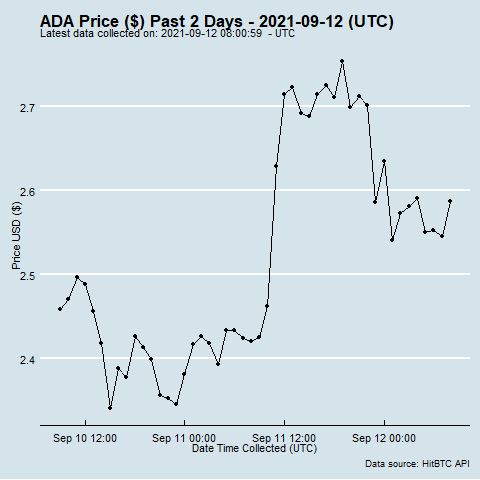 ADA Price ($) Past 2 Days - 2021-09-12 (UTC)
Latest data collected on: 2021-09-12 08:00:59  - UTC
Price USD ($)
2.7
2.6
2.5
2.4
Sep 10 12:00 Sep 11 00:00 Sep 11 12:00 Sep 12 00:00
Date Time Collected (UTC)
Data source: HitBTC API